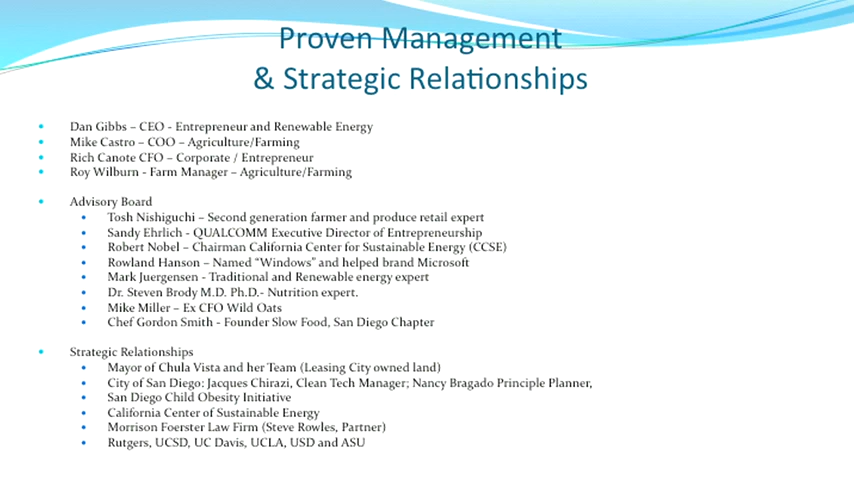 Proven Management
& Strategic Relationships
• Dan Gibbs – CEO - Entrepreneur and Renewable Energy
• Mike Castro – COO – Agriculture/Farming
• Rich Canote CFO – Corporate / Entrepreneur
• Roy Wilburn - Farm Manager – Agriculture/Farming
• Advisory Board
• Tosh Nishiguchi – Second generation farmer and produce retail expert
• Sandy Ehrlich - QUALCOMM Executive Director of Entrepreneurship
• Robert Nobel – Chairman California Center for Sustainable Energy (CCSE)
• Rowland Hanson – Named “Windows” and helped brand Microsoft
• Mark Juergensen - Traditional and Renewable energy expert
• Dr. Steven Brody M.D. Ph.D.- Nutrition expert.
• Mike Miller – Ex CFO Wild Oats
• Chef Gordon Smith - Founder Slow Food, San Diego Chapter
• Strategic Relationships
• Mayor of Chula Vista and her Team (Leasing City owned land)
• City of San Diego: Jacques Chirazi, Clean Tech Manager; Nancy Bragado Principle Planner,
• San Diego Child Obesity Initiative
• California Center of Sustainable Energy
• Morrison Foerster Law Firm (Steve Rowles, Partner)
• Rutgers, UCSD, UC Davis, UCLA, USD and ASU